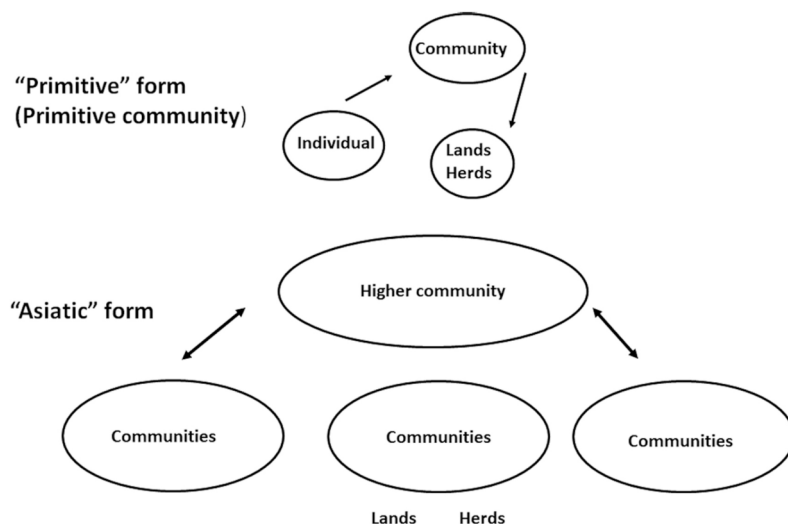 Community
“Primitive” form
(Primitive community)
Individual
Lands
Herds
Higher community
“Asiatic” form
Communities
Communities
Communities
Lands Herds